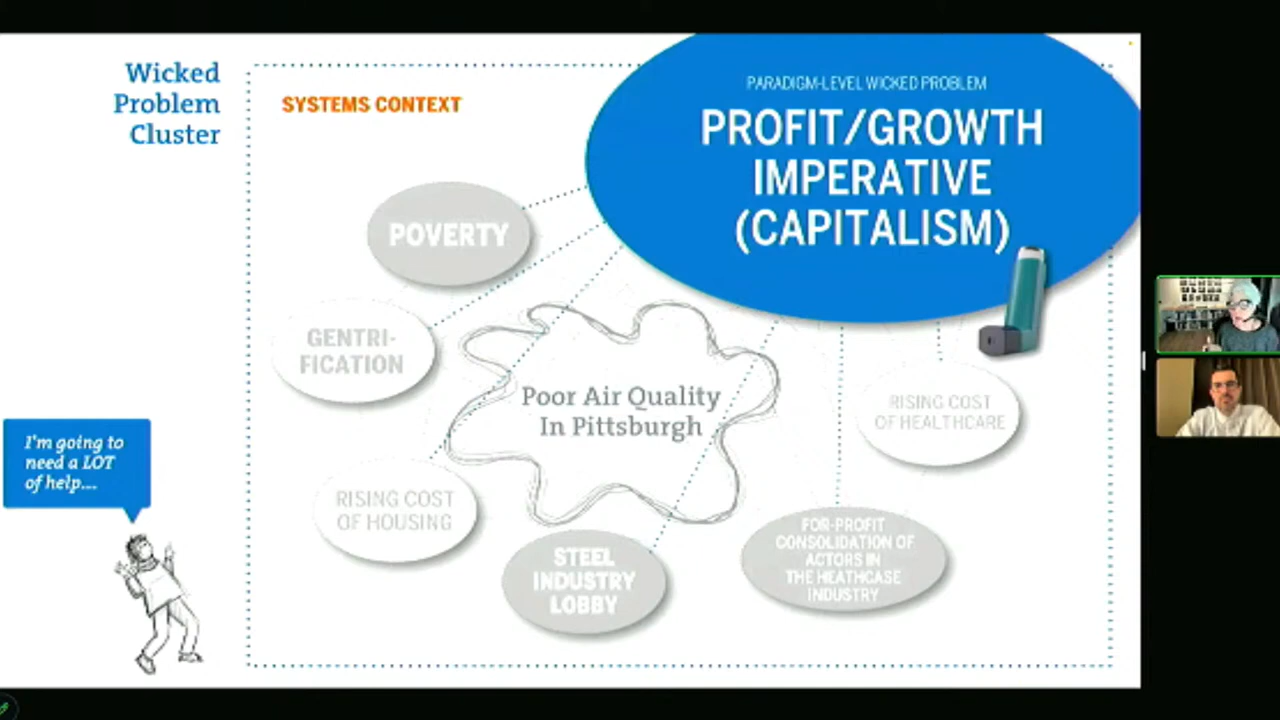 Wicked
Problem
Cluster
SYSTEMS CONTEXT
PARADIGM-LEVEL WICKED PROBLEM
PROFIT/GROWTH
IMPERATIVE
(CAPITALISM)
POVERTY
GENTRI-
FICATION
Poor Air Quality
In Pittsburgh
RISING COST
OF HEALTHCARE
I'm going to
need a LOT
of help...
RISING COST
OF HOUSING
STEEL
INDUSTRY
LOBBY
FOR-PROFIT
CONSOLIDATION OF
ACTORS IN
THE HEATHCASE
INDUSTRY